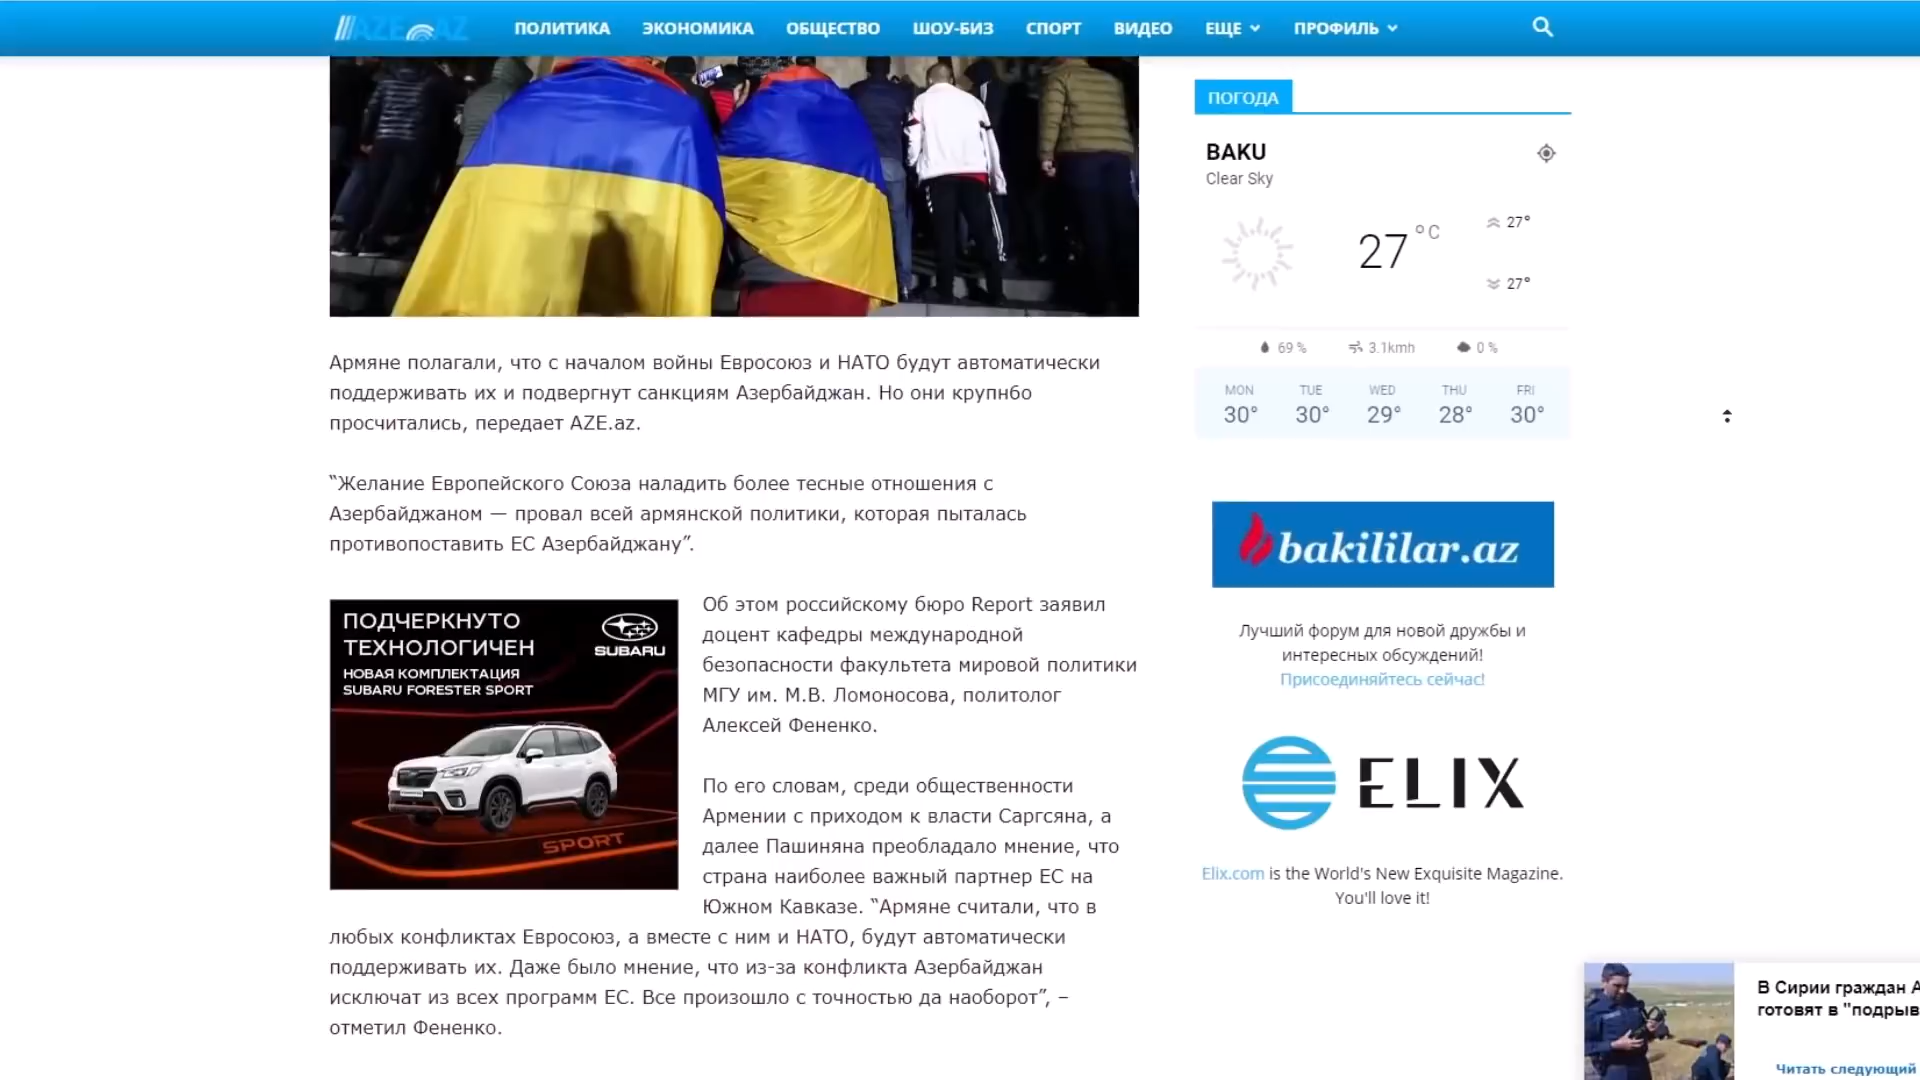 AZE.AZ
ПОЛИТИКА ЭКОНОМИКА ОБЩЕСТВО ШОУ-БИЗ СПОРТ ВИДЕО ЕЩЕ ПРОФИЛЬ
Армяне полагали, что с началом войны Евросоюз и НАТО будут автоматически
поддерживать их и подвергнут санкциям Азербайджан. Но они крупнбо
просчитались, передает AZE.az.
“Желание Европейского Союза наладить более тесные отношения с
Азербайджаном — провал всей армянской политики, которая пыталась
противопоставить ЕС Азербайджану”.
ПОДЧЕРКНУТО
ТЕХНОЛОГИЧЕН
НОВАЯ КОМПЛЕКТАЦИЯ
SUBARU FORESTER SPORT
SUBARU
SPORT
Об этом российскому бюро Report заявил
доцент кафедры международной
безопасности факультета мировой политики
МГУ им. М.В. Ломоносова, политолог
Алексей Фененко.
По его словам, среди общественности
Армении с приходом к власти Саргсяна, а
далее Пашиняна преобладало мнение, что
страна наиболее важный партнер ЕС на
Южном Кавказе. “Армяне считали, что в
любых конфликтах Евросоюз, а вместе с ним и НАТО, будут автоматически
поддерживать их. Даже было мнение, что из-за конфликта Азербайджан
исключат из всех программ ЕС. Все произошло с точностью да наоборот”, –
отметил Фененко.
ПОГОДА
BAKU
Clear Sky
27 °C
27°
27°
69 % 3.1kmh 0 %
MON TUE WED THU FRI
30° 30° 29° 28° 30°
bakililar.az
Лучший форум для новой дружбы и
интересных обсуждений!
Присоединяйтесь сейчас!
ELIX
Elix.com is the World's New Exquisite Magazine.
You'll love it!
В Сирии граждан А
готовят в "подрыв
Читать следующий